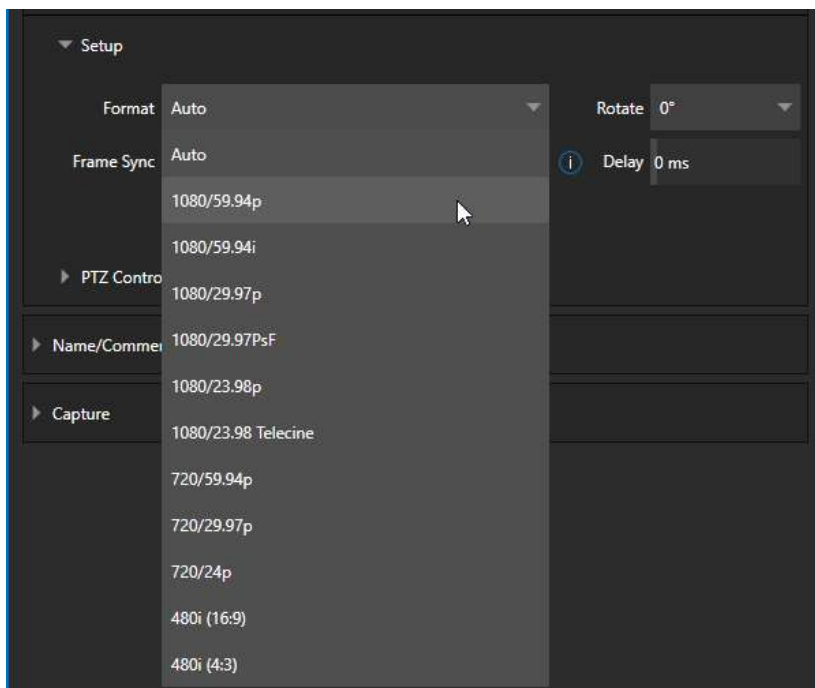 Setup
Format Auto Rotate 0°
Frame Sync Auto i Delay 0 ms
1080/59.94p
1080/59.94i
PTZ Contro
1080/29.97p
Name/Comme 1080/29.97PsF
1080/23.98p
Capture
1080/23.98 Telecine
720/59.94p
720/29.97p
720/24p
480i (16:9)
480i (4:3)